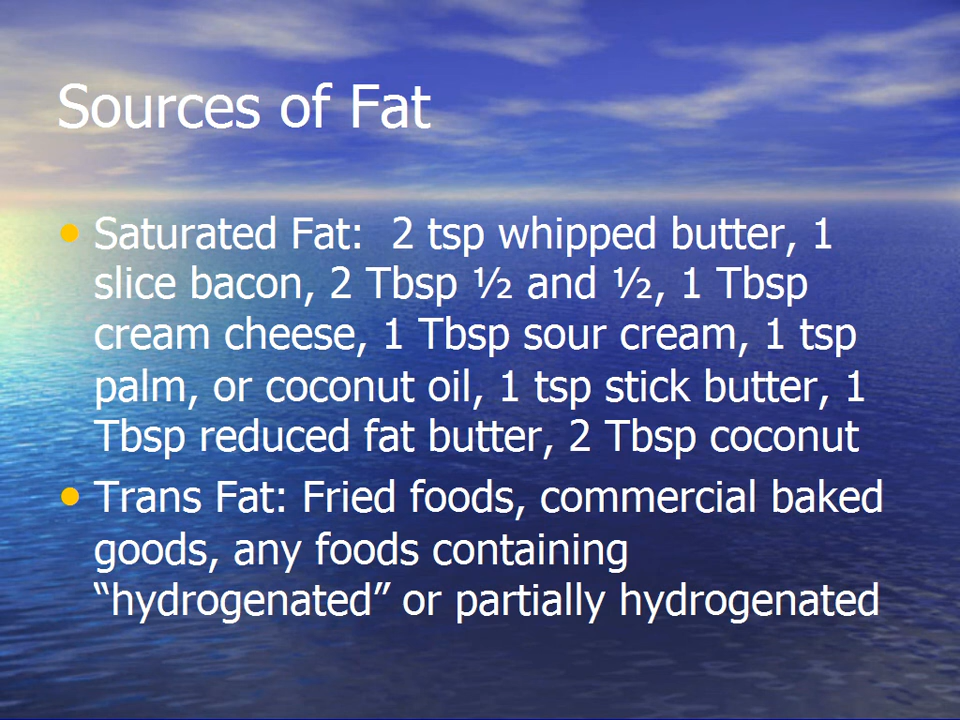 Sources of Fat
• Saturated Fat:  2 tsp whipped butter, 1
slice bacon, 2 Tbsp ½ and ½, 1 Tbsp
cream cheese, 1 Tbsp sour cream, 1 tsp
palm, or coconut oil, 1 tsp stick butter, 1
Tbsp reduced fat butter, 2 Tbsp coconut
• Trans Fat: Fried foods, commercial baked
goods, any foods containing
“hydrogenated” or partially hydrogenated